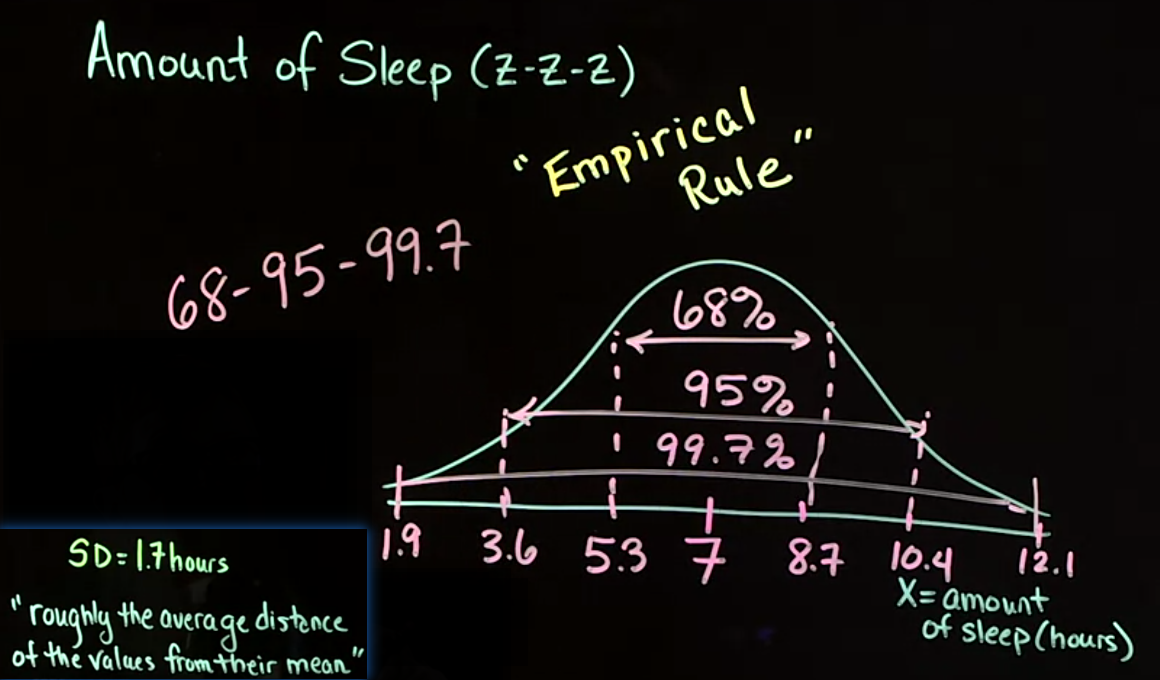 Amount of Sleep (z-z-z)
"Empirical
Rule"
68-95-99.7
68%
95%
99.7%
1.9 3.6 5.3 7 8.7 10.4 12.1
X= amount
of sleep (hours)
SD=1.7 hours
"roughly the average distance
of the values from their mean"